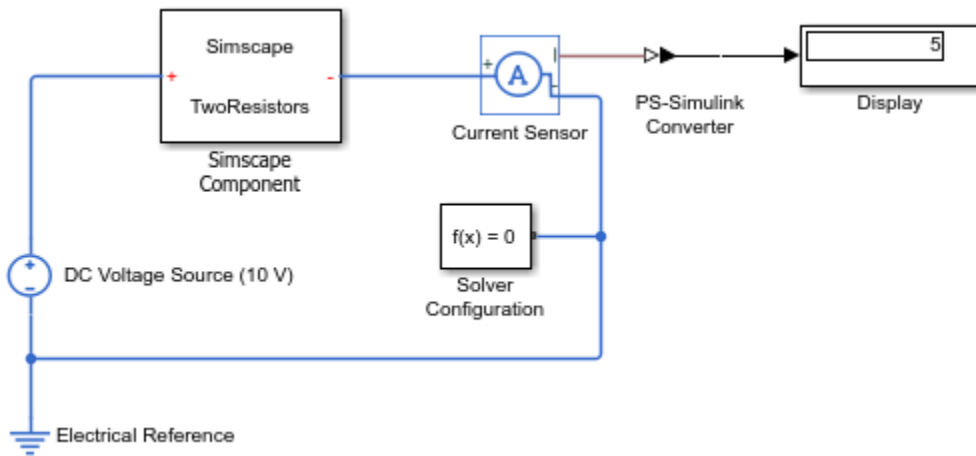 Simscape
+ -
TwoResistors
Simscape
Component
+ A I
-
Current Sensor
PS-Simulink
Converter
5
Display
f(x) = 0
Solver
Configuration
+
-
DC Voltage Source (10 V)
Electrical Reference